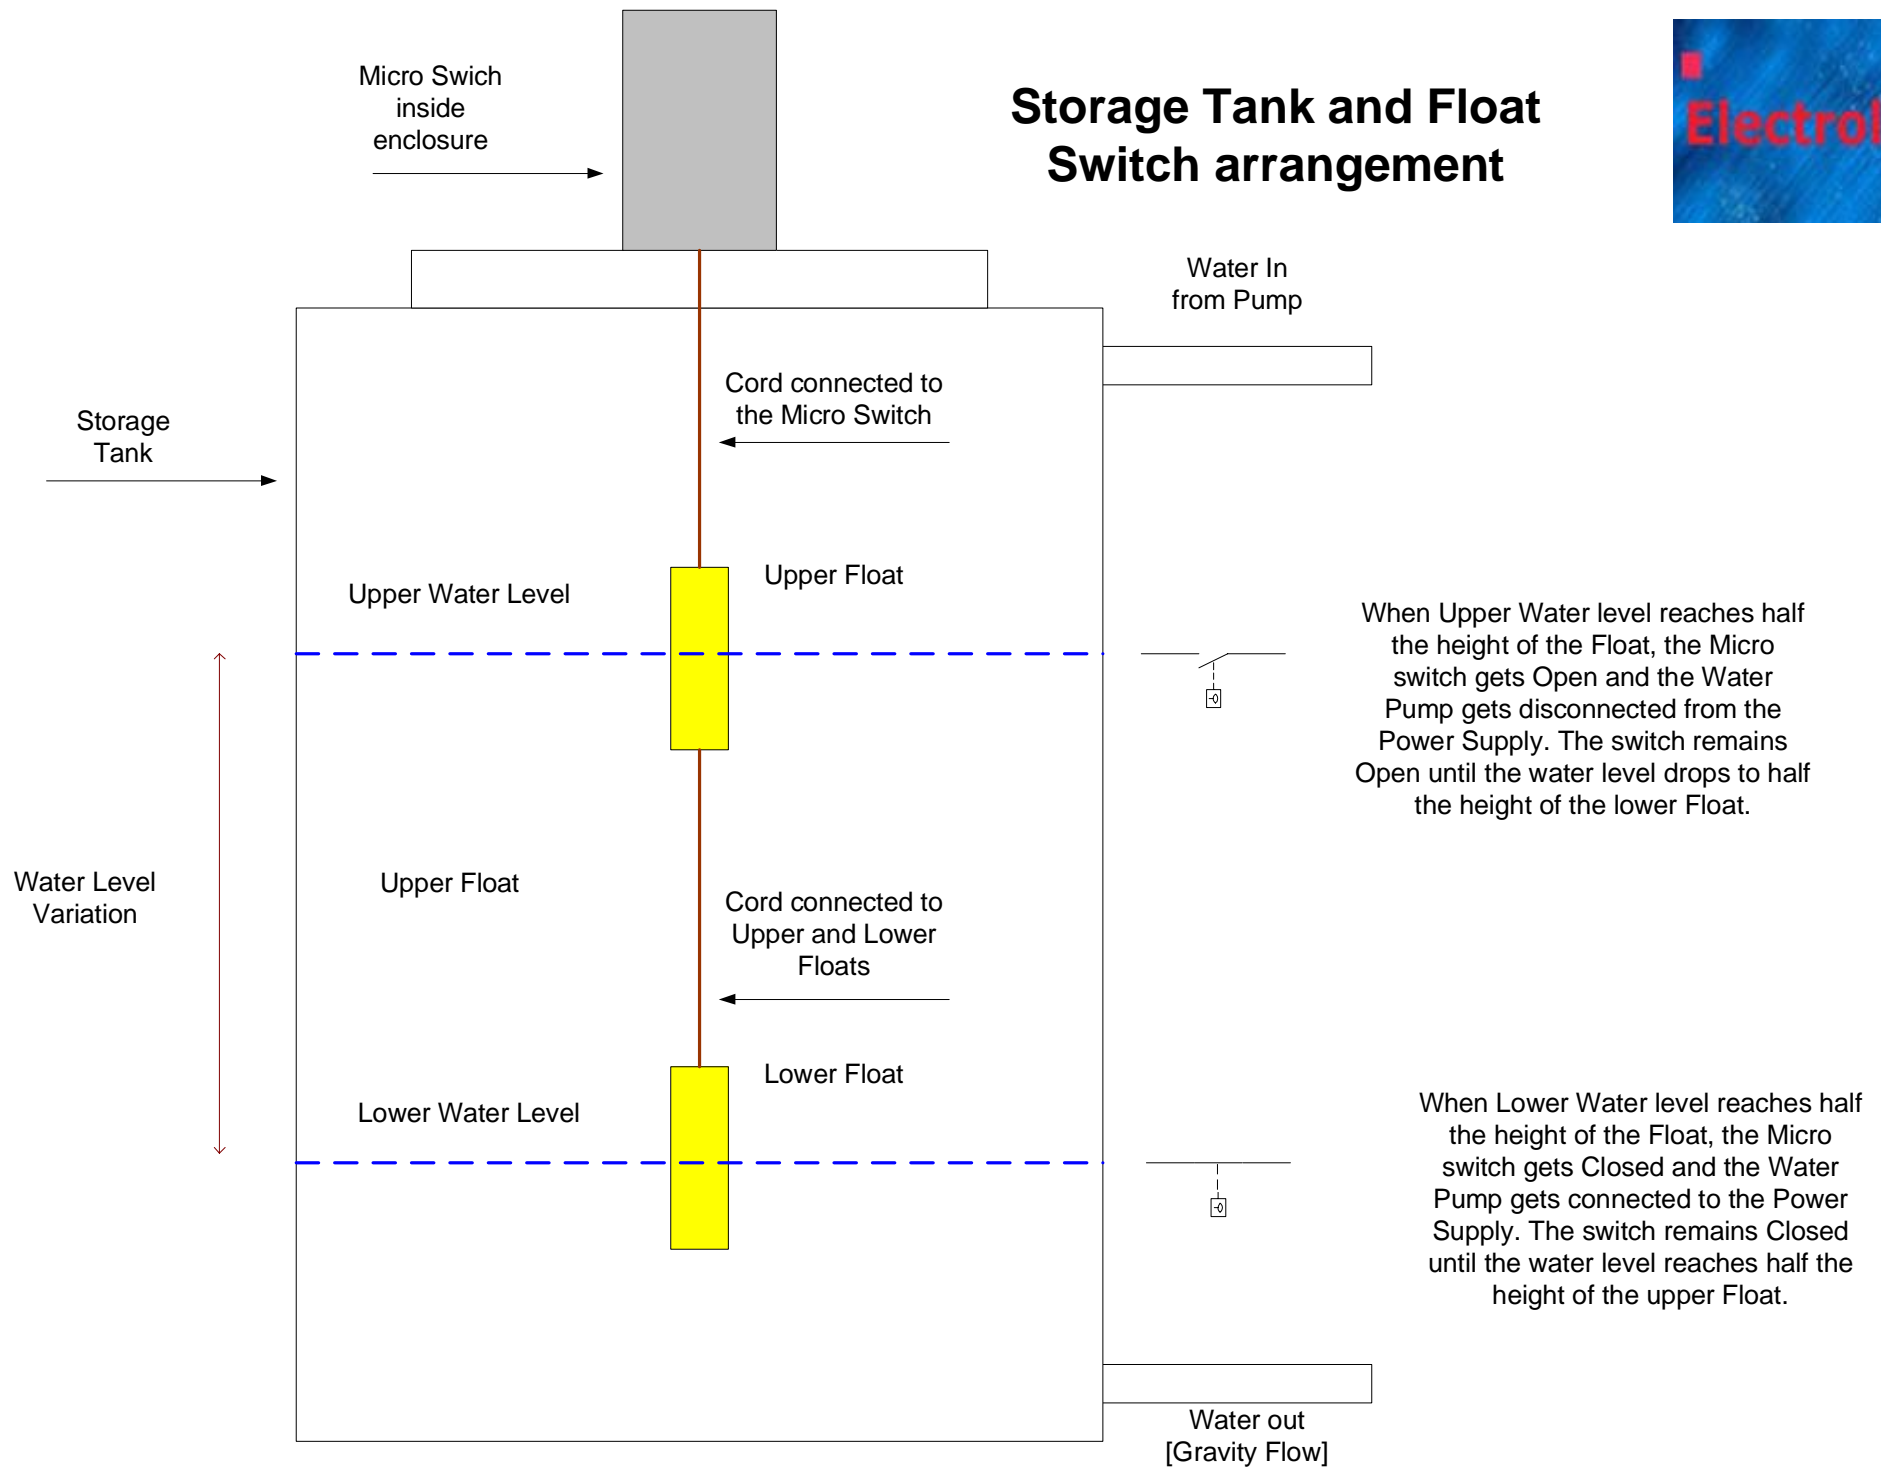 Micro Swich
inside
enclosure
Storage Tank and Float
Switch arrangement
Electrol
Water In
from Pump
Cord connected to
the Micro Switch
Storage
Tank
Upper Float
Upper Water Level
When Upper Water level reaches half
the height of the Float, the Micro
switch gets Open and the Water
Pump gets disconnected from the
Power Supply. The switch remains
Open until the water level drops to half
the height of the lower Float.
Water Level
Variation
Upper Float
Cord connected to
Upper and Lower
Floats
Lower Float
Lower Water Level
When Lower Water level reaches half
the height of the Float, the Micro
switch gets Closed and the Water
Pump gets connected to the Power
Supply. The switch remains Closed
until the water level reaches half the
height of the upper Float.
Water out
[Gravity Flow]